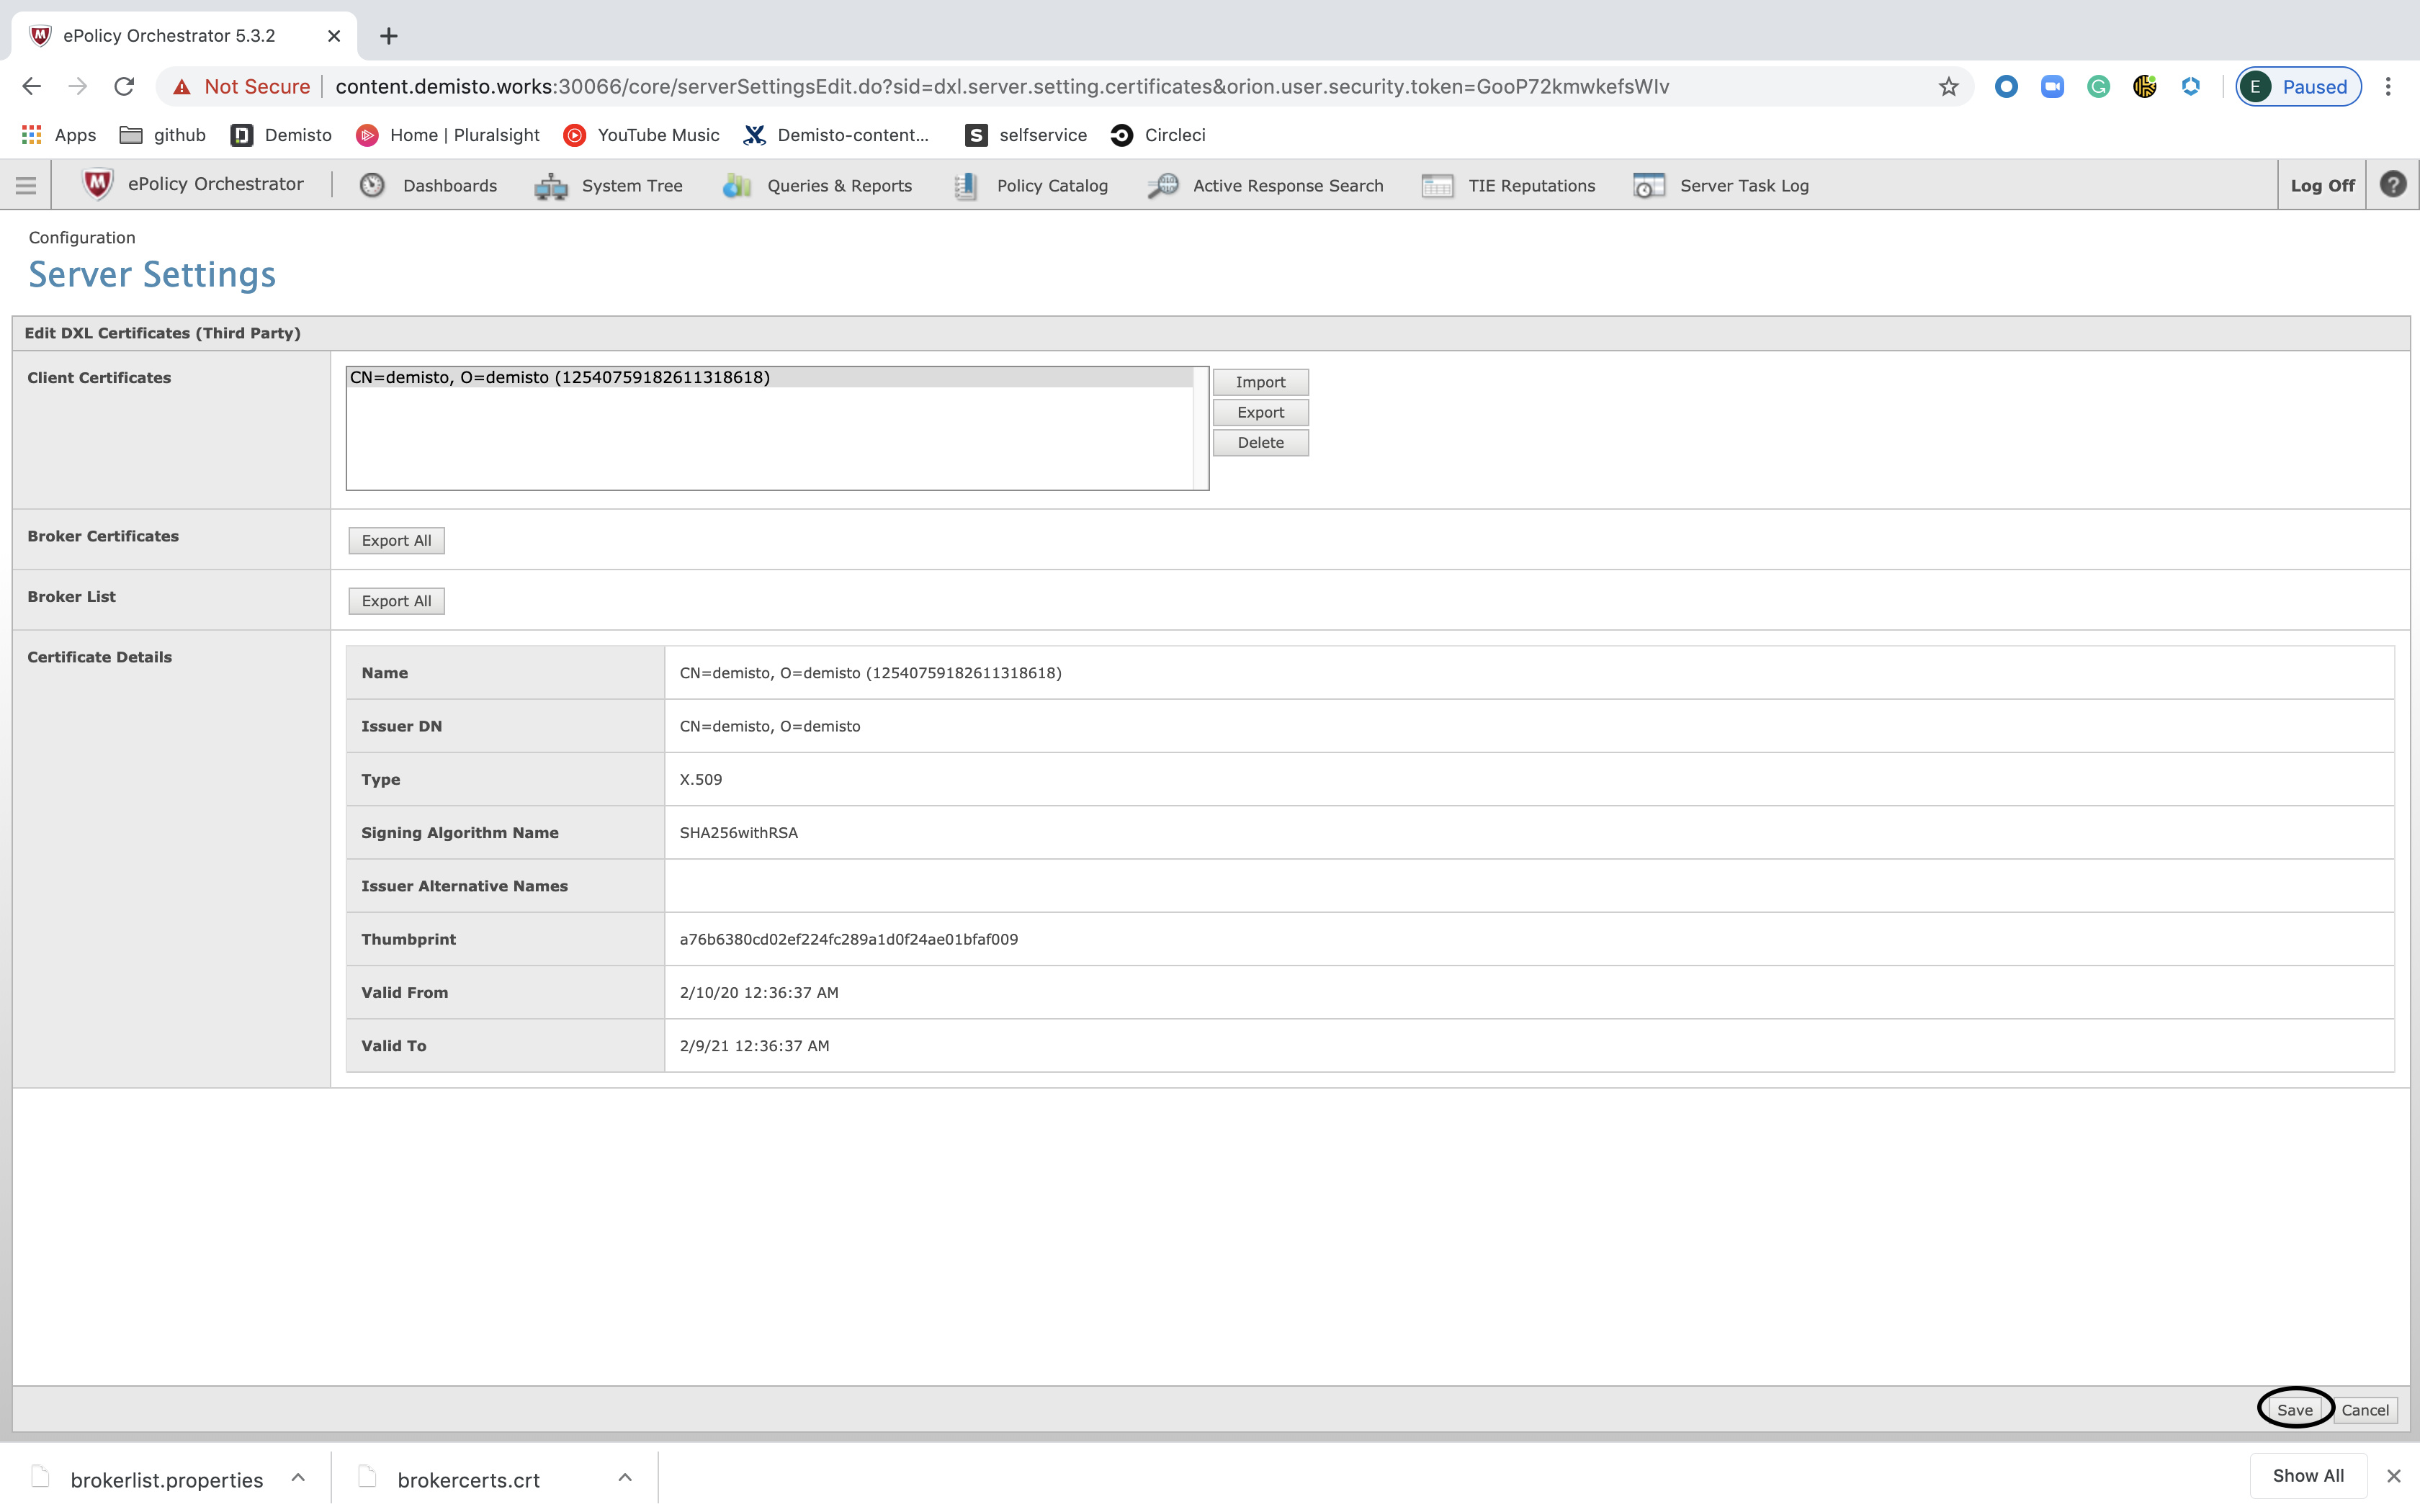 ePolicy Orchestrator 5.3.2
Not Secure content.demisto.works:30066/core/serverSettingsEdit.do?sid=dxl.server.setting.certificates&orion.user.security.token=GooP72kmwkefsWIv
E Paused
Apps github Demisto Home | Pluralsight YouTube Music Demisto-content... S selfservice Circleci
ePolicy Orchestrator Dashboards System Tree Queries & Reports Policy Catalog Active Response Search TIE Reputations Server Task Log Log Off ?
Configuration
Server Settings
Edit DXL Certificates (Third Party)
Client Certificates CN=demisto, O=demisto (12540759182611318618) Import
Export
Delete
Broker Certificates Export All
Broker List Export All
Certificate Details
Name CN=demisto, O=demisto (12540759182611318618)
Issuer DN CN=demisto, O=demisto
Type X.509
Signing Algorithm Name SHA256withRSA
Issuer Alternative Names
Thumbprint a76b6380cd02ef224fc289a1d0f24ae01bfaf009
Valid From 2/10/20 12:36:37 AM
Valid To 2/9/21 12:36:37 AM
Save Cancel
brokerlist.properties brokercerts.crt Show All